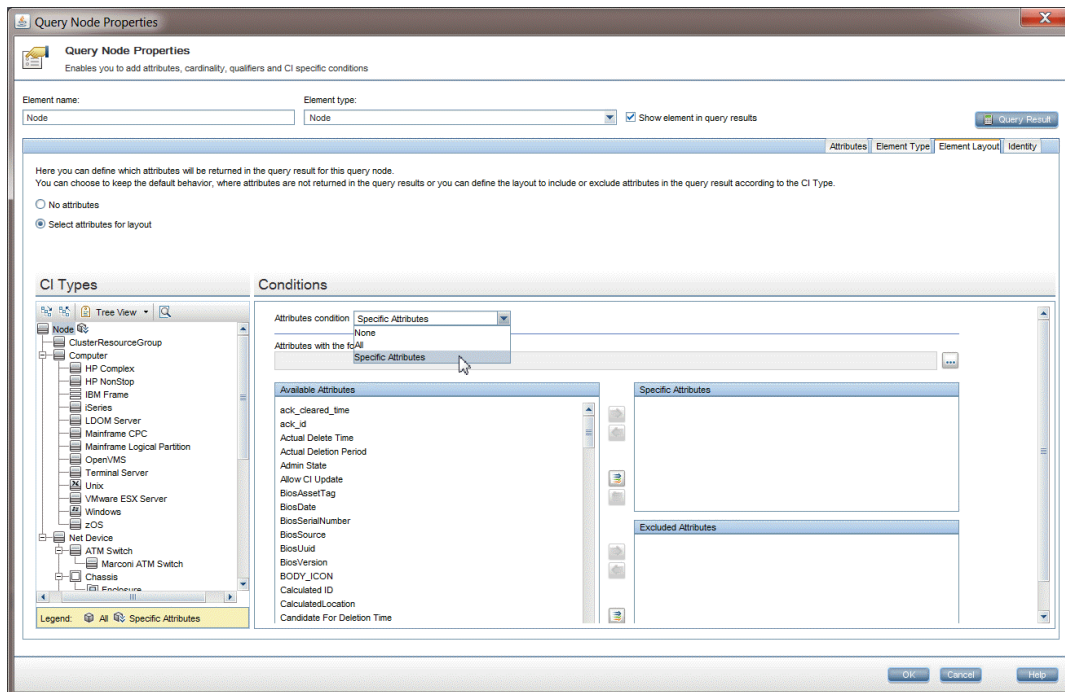 Query Node Properties
Query Node Properties
Enables you to add attributes, cardinality, qualifiers and CI specific conditions
Element name:
Element type:
Node
Node
Show element in query results
Query Result
Attributes
Element Type
Element Layout
Identity
Here you can define which attributes will be returned in the query result for this query node.
You can choose to keep the default behavior, where attributes are not returned in the query results or you can define the layout to include or exclude attributes in the query result according to the CI Type.
No attributes
Select attributes for layout
CI Types
Tree View
Node
ClusterResourceGroup
Computer
HP Complex
HP NonStop
IBM Frame
iSeries
LDOM Server
Mainframe CPC
Mainframe Logical Partition
OpenVMS
Terminal Server
Unix
VMware ESX Server
Windows
zOS
Net Device
ATM Switch
Marconi ATM Switch
Chassis
Enclosure
Legend: All Specific Attributes
Conditions
Attributes condition
Specific Attributes
None
All
Specific Attributes
Attributes with the fo
...
Available Attributes
ack_cleared_time
ack_id
Actual Delete Time
Actual Deletion Period
Admin State
Allow CI Update
BiosAssetTag
BiosDate
BiosSerialNumber
BiosSource
BiosUuid
BiosVersion
BODY_ICON
Calculated ID
CalculatedLocation
Candidate For Deletion Time
Specific Attributes
Excluded Attributes
OK
Cancel
Help